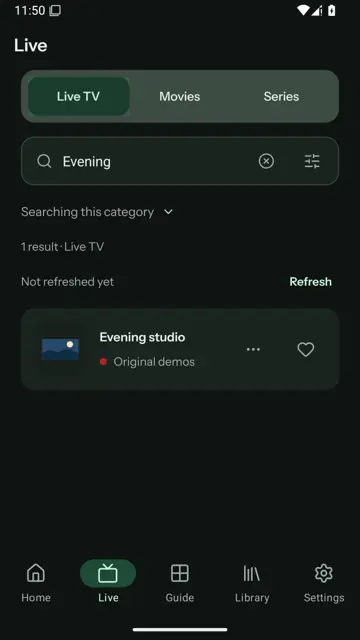 11:50
Live
Live TV
Movies
Series
Evening
Searching this category
1 result · Live TV
Not refreshed yet
Refresh
Evening studio
Original demos
Home
Live
Guide
Library
Settings